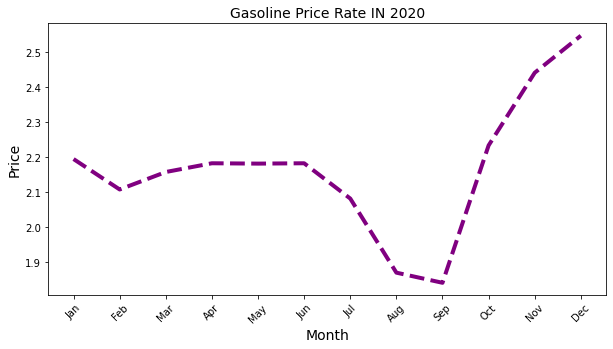 Gasoline Price Rate IN 2020
2.5
2.4
2.3
2.2
2.1
2.0
1.9
Price
Jan Feb Mar Apr May Jun Jul Aug Sep Oct Nov Dec
Month